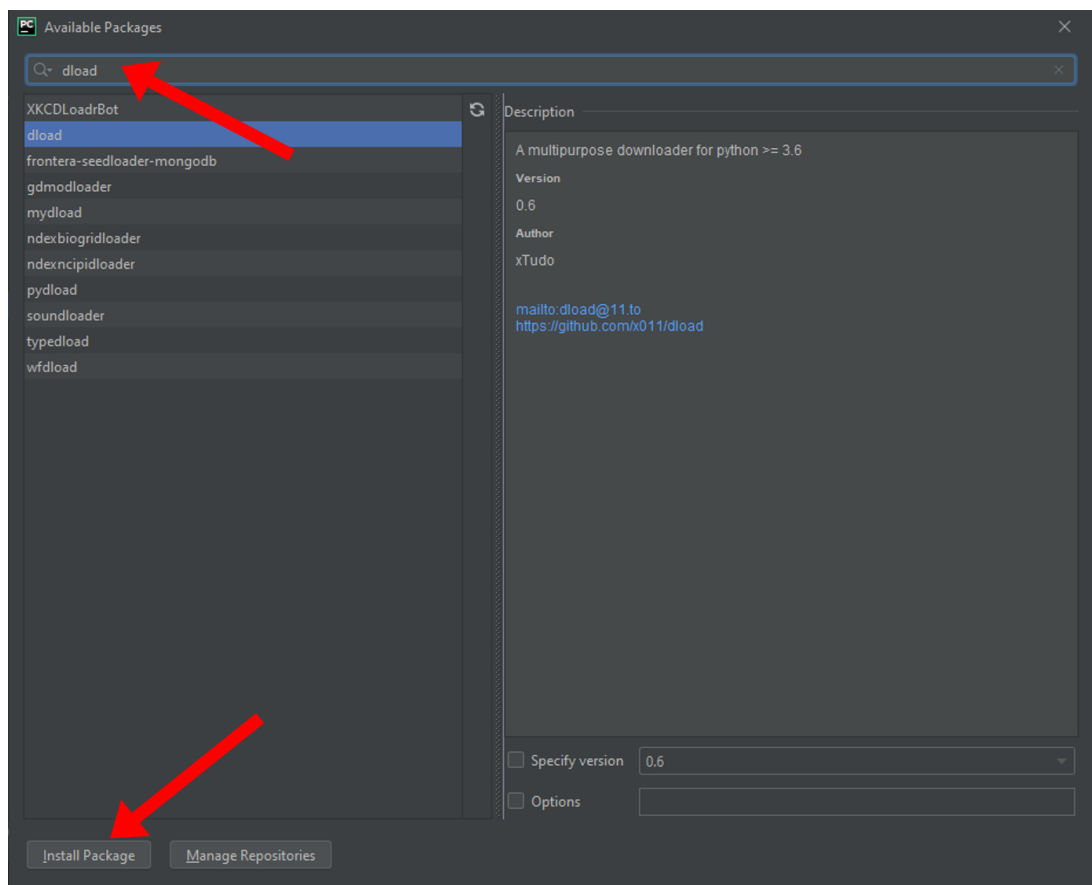 PC Available Packages
dload
XKCDLoadrBot
dload
frontera-seedloader-mongodb
gdmodloader
mydload
ndexbiogridloader
ndexncipidloader
pydload
soundloader
typedload
wfdload
Description
A multipurpose downloader for python >= 3.6
Version
0.6
Author
xTudo
mailto:dload@11.to
https://github.com/x011/dload
Specify version 0.6
Options
Install Package Manage Repositories